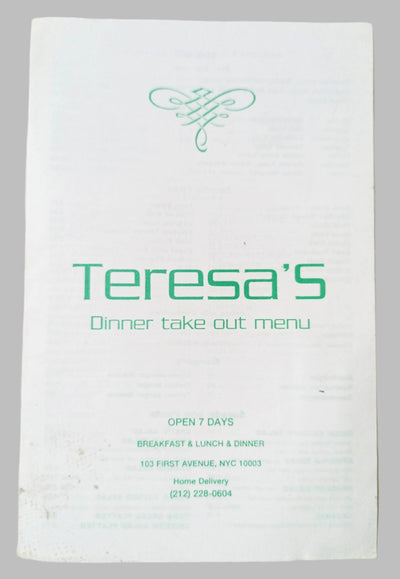 Teresa'S
Dinner take out menu
OPEN 7 DAYS
BREAKFAST & LUNCH & DINNER
103 FIRST AVENUE, NYC 10003
Home Delivery
(212) 228-0604